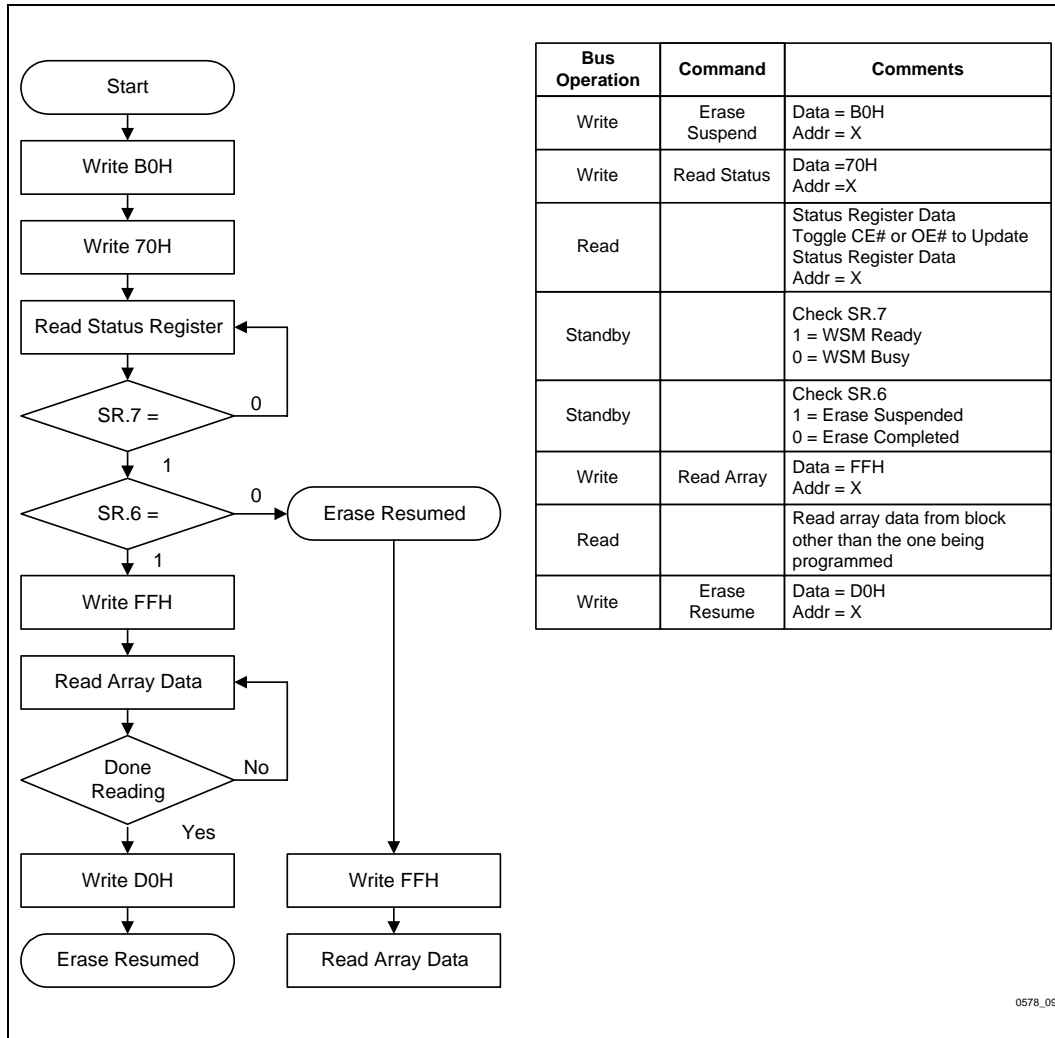 Start
Write B0H
Write 70H
Read Status Register
SR.7 =
0
1
SR.6 =
0
Erase Resumed
1
Write FFH
Read Array Data
Done
Reading
No
Yes
Write D0H
Write FFH
Erase Resumed
Read Array Data
Bus
Operation
Command
Comments
Write
Erase
Suspend
Data = B0H
Addr = X
Write
Read Status
Data =70H
Addr =X
Read
Status Register Data
Toggle CE# or OE# to Update
Status Register Data
Addr = X
Standby
Check SR.7
1 = WSM Ready
0 = WSM Busy
Standby
Check SR.6
1 = Erase Suspended
0 = Erase Completed
Write
Read Array
Data = FFH
Addr = X
Read
Read array data from block
other than the one being
programmed
Write
Erase
Resume
Data = D0H
Addr = X
0578_09